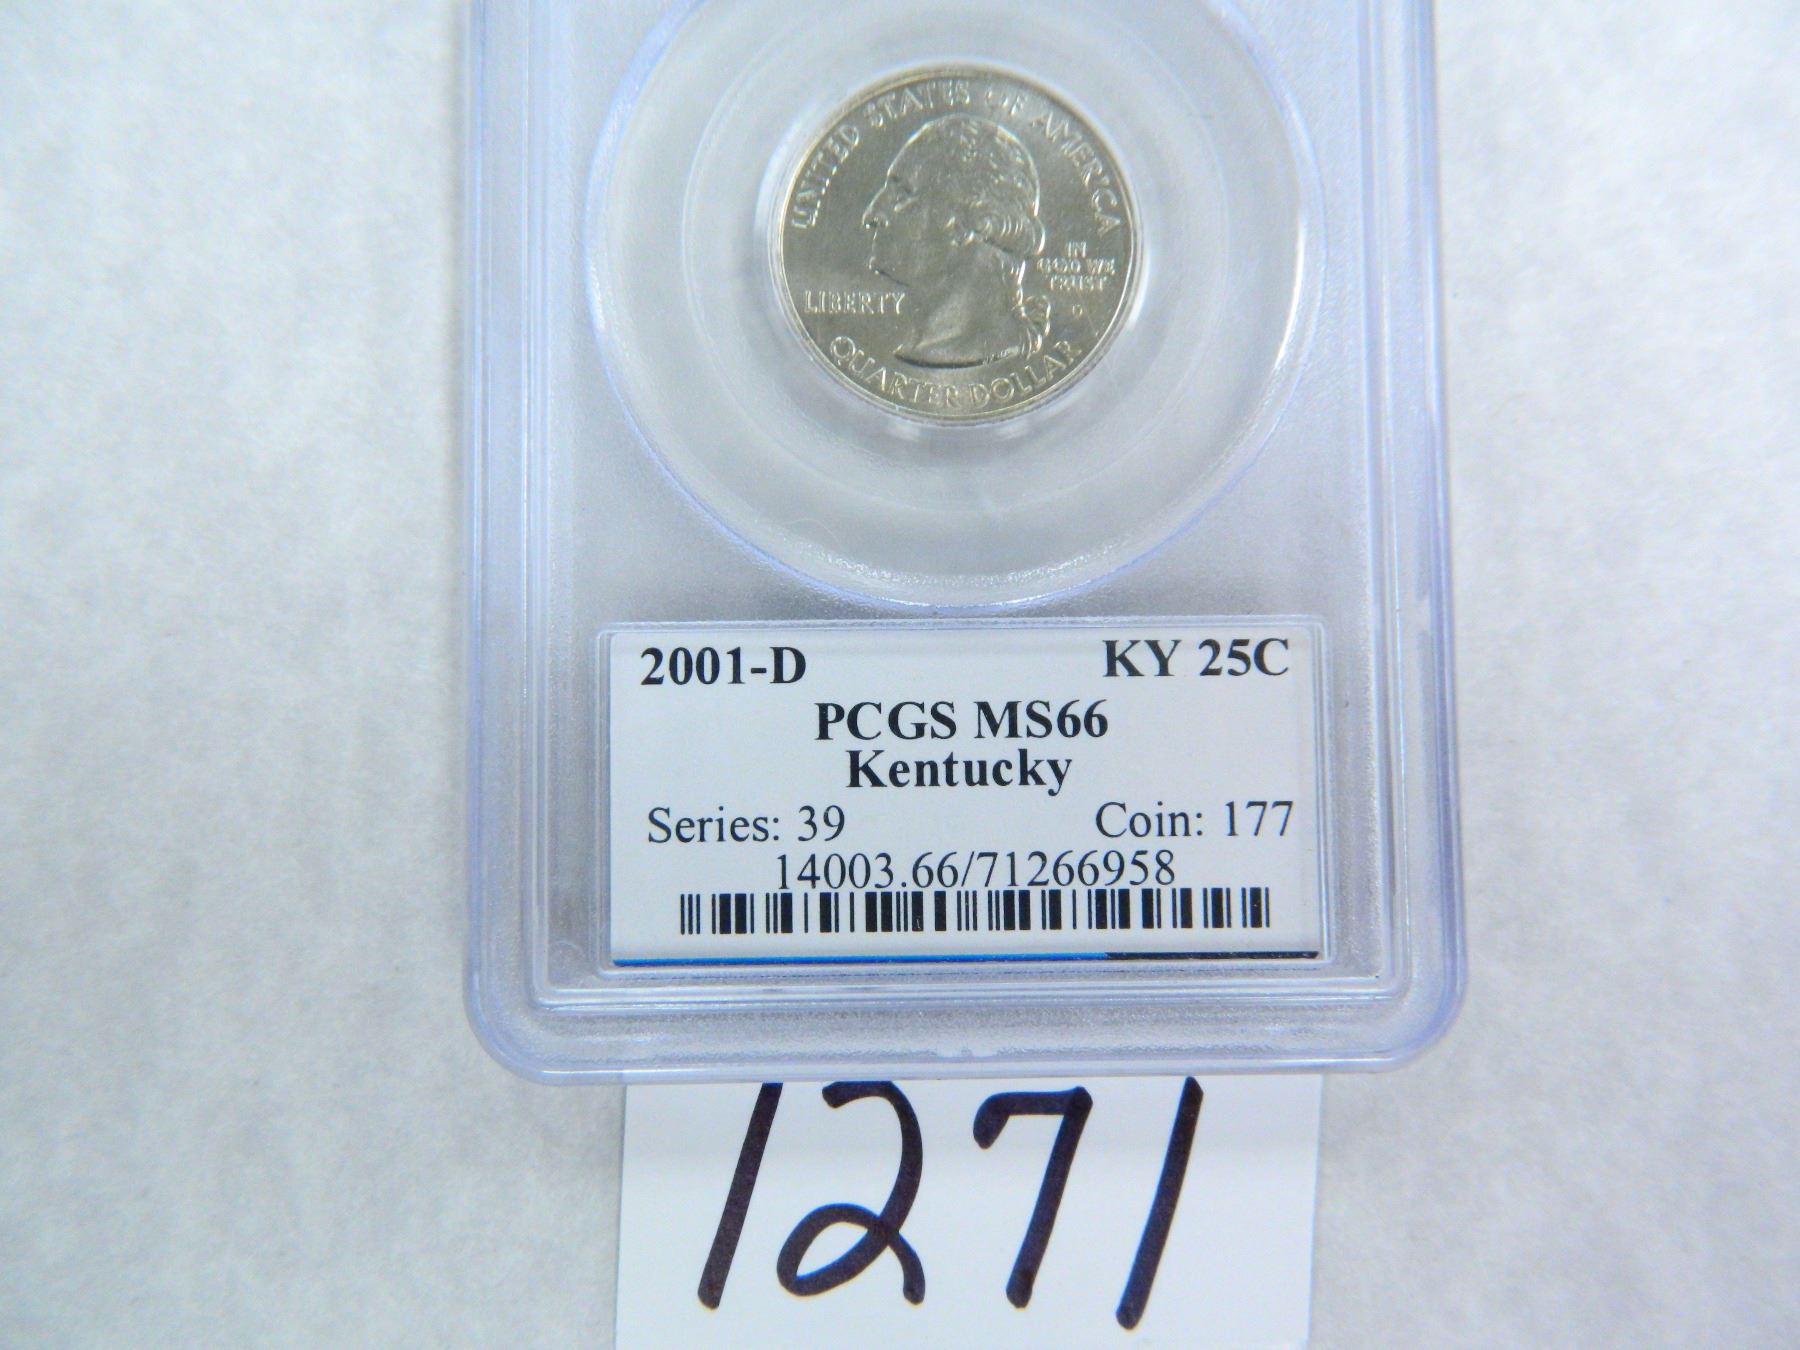 UNITED STATES OF AMERICA
LIBERTY
IN
GOD WE
TRUST
D
QUARTER DOLLAR
2001-D KY 25C
PCGS MS66
Kentucky
Series: 39 Coin: 177
14003.66/71266958
1271